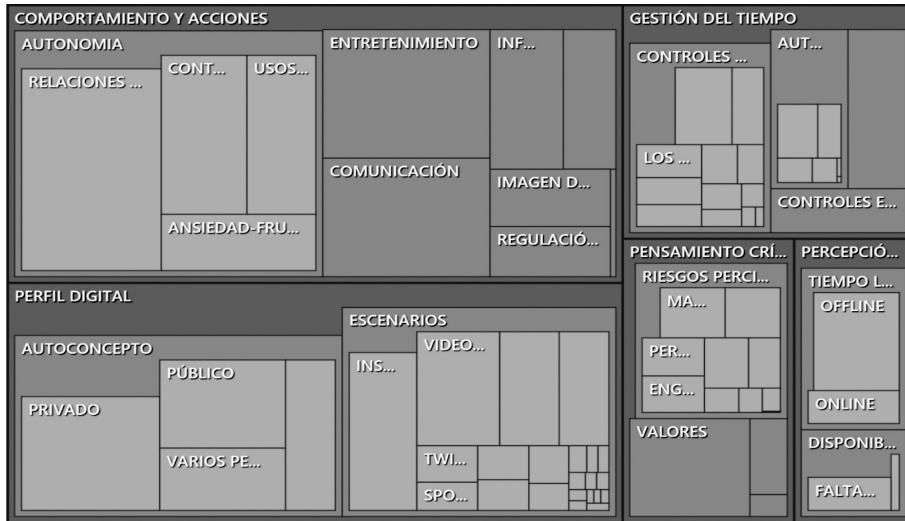 COMPORTAMIENTO Y ACCIONES
AUTONOMIA
RELACIONES ...
CONT...
USOS...
ANSIEDAD-FRU...
ENTRETENIMIENTO
COMUNICACIÓN
INF...
IMAGEN D...
REGULACIÓ...
GESTIÓN DEL TIEMPO
CONTROLES ...
LOS ...
AUT...
CONTROLES E...
PERFIL DIGITAL
AUTOCONCEPTO
PRIVADO
PÚBLICO
VARIOS PE...
ESCENARIOS
INS...
VIDEO...
TWI...
SPO...
PENSAMIENTO CRÍ...
RIESGOS PERCI...
MA...
PER...
ENG...
VALORES
PERCEPCIÓ...
TIEMPO L...
OFFLINE
ONLINE
DISPONIB...
FALTA...